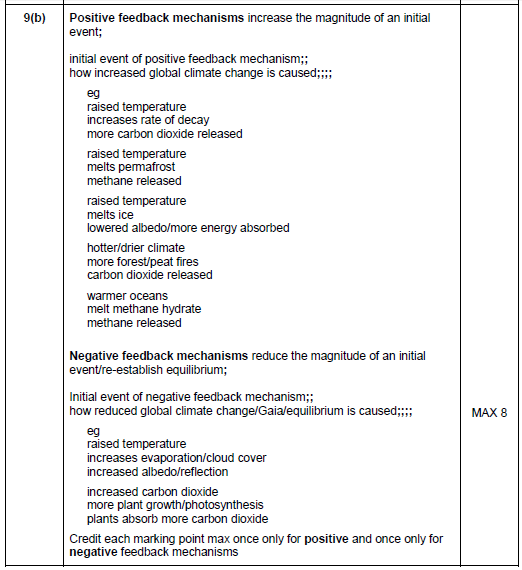 9(b)
Positive feedback mechanisms increase the magnitude of an initial
event;
initial event of positive feedback mechanism;;
how increased global climate change is caused;;;;
eg
raised temperature
increases rate of decay
more carbon dioxide released
raised temperature
melts permafrost
methane released
raised temperature
melts ice
lowered albedo/more energy absorbed
hotter/drier climate
more forest/peat fires
carbon dioxide released
warmer oceans
melt methane hydrate
methane released
Negative feedback mechanisms reduce the magnitude of an initial
event/re-establish equilibrium;
Initial event of negative feedback mechanism;;
how reduced global climate change/Gaia/equilibrium is caused;;;;
MAX 8
eg
raised temperature
increases evaporation/cloud cover
increased albedo/reflection
increased carbon dioxide
more plant growth/photosynthesis
plants absorb more carbon dioxide
Credit each marking point max once only for positive and once only for
negative feedback mechanisms